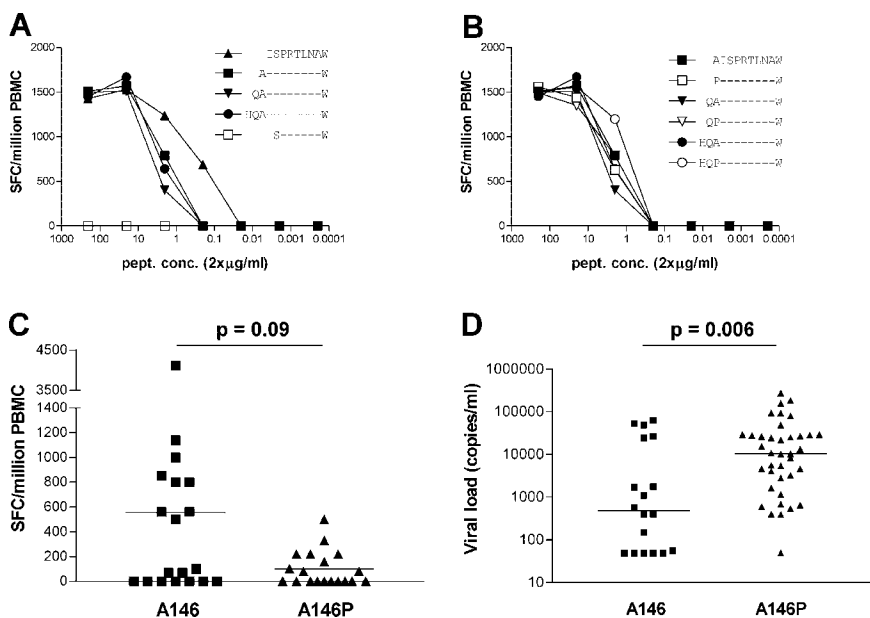 A
SFC/million PBMC
2000
1500
1000
500
0
1000 100 10 1 0.1 0.01 0.001 0.0001
pept. conc. (2xµg/ml)
ISPRTLNAW
A--------W
QA--------W
HQA--------W
S-------W
B
SFC/million PBMC
2000
1500
1000
500
0
1000 100 10 1 0.1 0.01 0.001 0.0001
pept. conc. (2xµg/ml)
AISPRTLNAW
P--------W
QA--------W
QP--------W
HQA--------W
HQP--------W
C
p = 0.09
SFC/million PBMC
4500
3500
1400
1200
1000
800
600
400
200
0
A146 A146P
D
p = 0.006
Viral load (copies/ml)
1000000
100000
10000
1000
100
10
A146 A146P